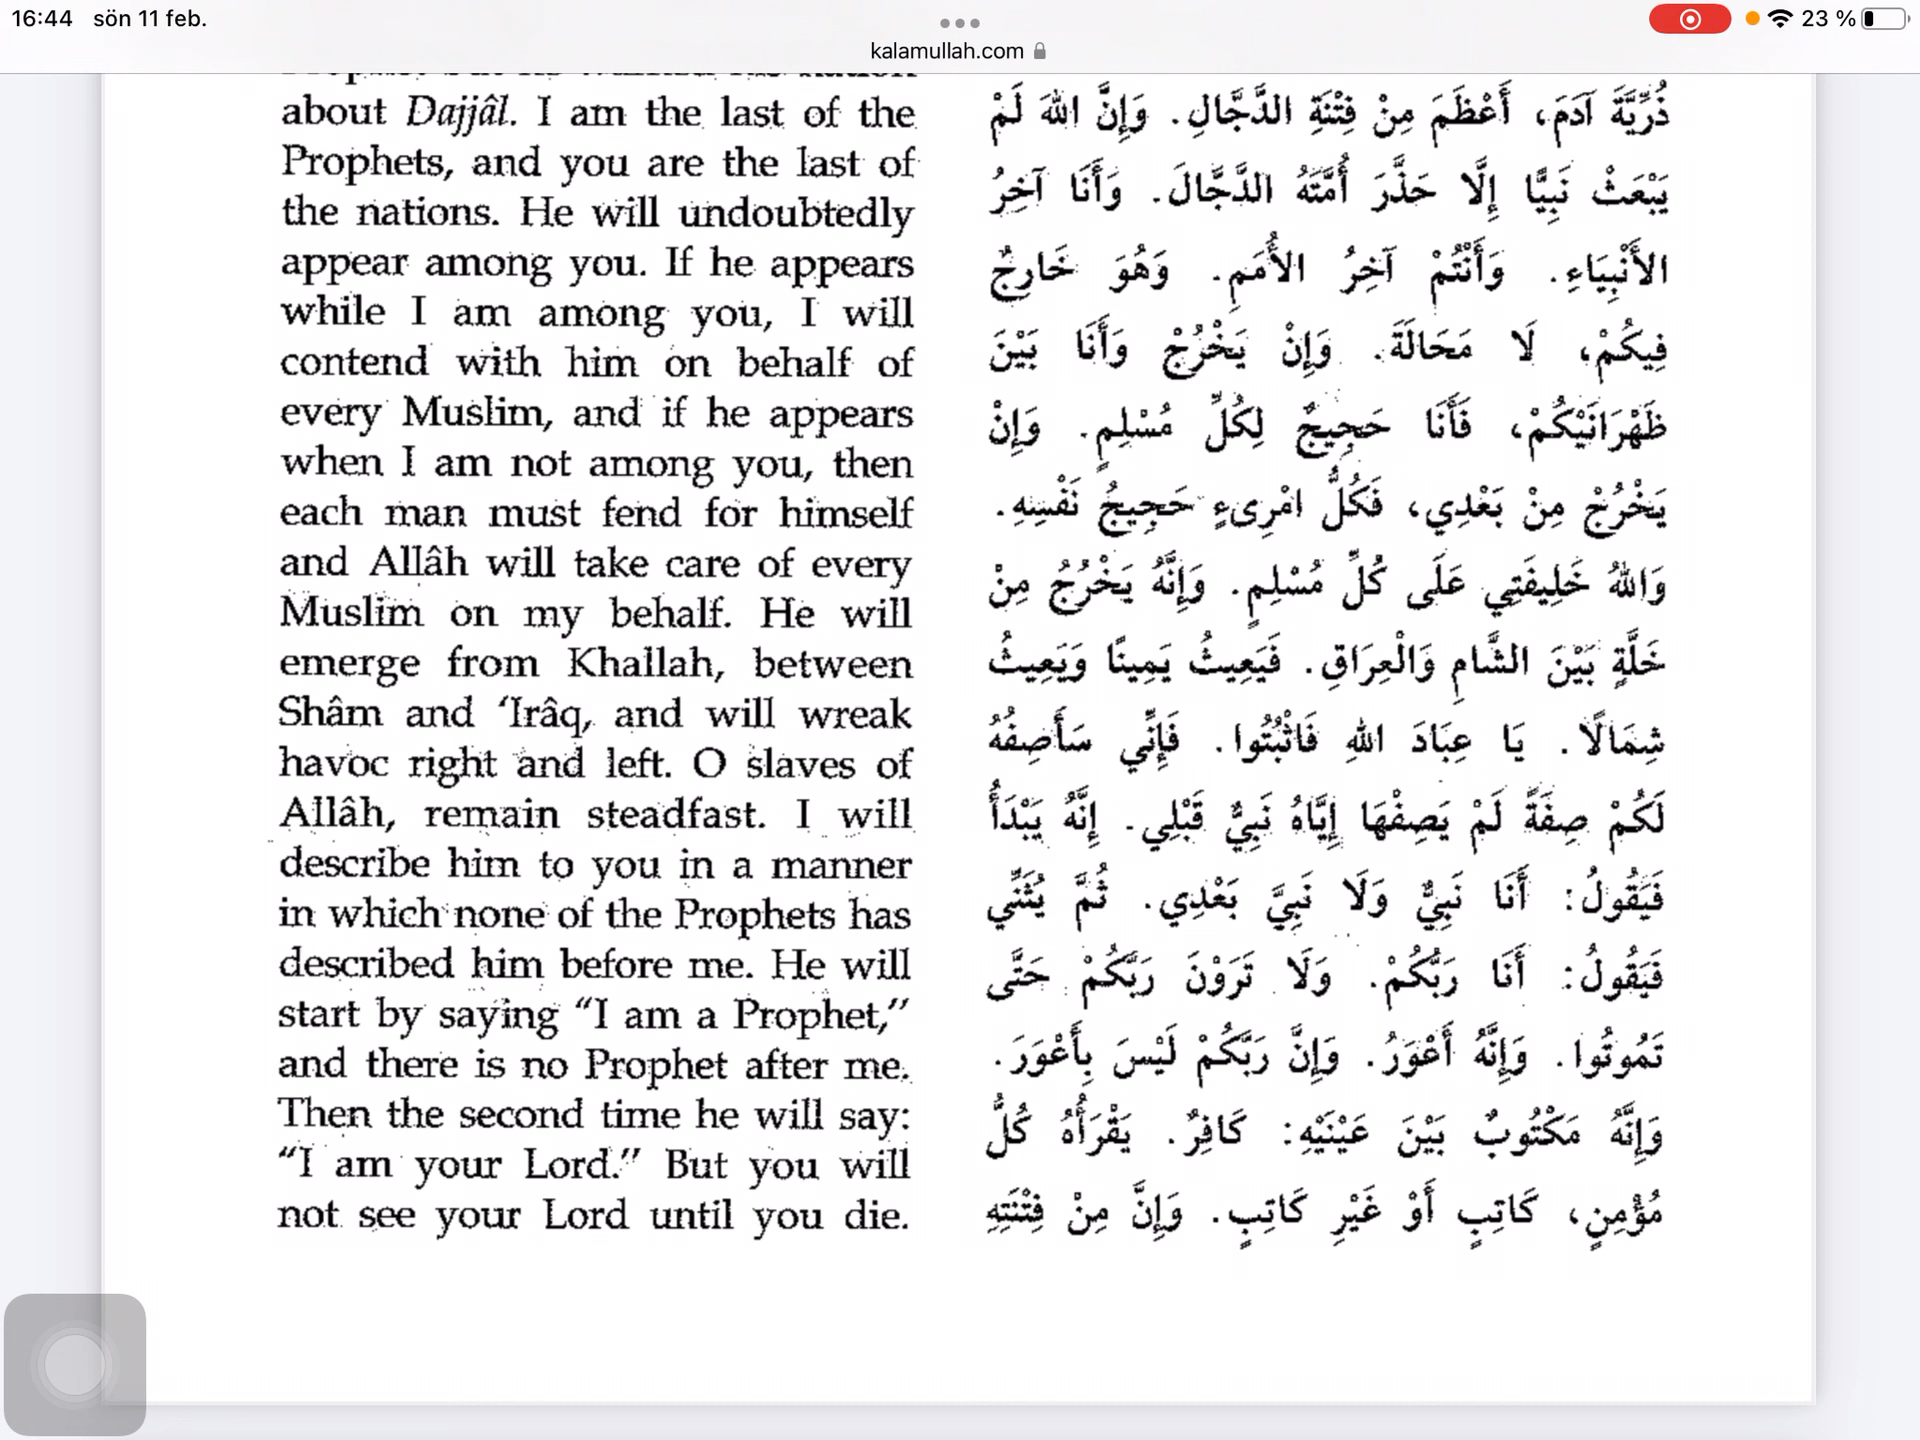 16:44 sön 11 feb.
kalamullah.com
23 %
about Dajjâl. I am the last of the
Prophets, and you are the last of
the nations. He will undoubtedly
appear among you. If he appears
while I am among you, I will
contend with him on behalf of
every Muslim, and if he appears
when I am not among you, then
each man must fend for himself
and Allâh will take care of every
Muslim on my behalf. He will
emerge from Khallah, between
Shâm and ‘Irâq, and will wreak
havoc right and left. O slaves of
Allâh, remain steadfast. I will
describe him to you in a manner
in which none of the Prophets has
described him before me. He will
start by saying “I am a Prophet,”
and there is no Prophet after me.
Then the second time he will say:
“I am your Lord.” But you will
not see your Lord until you die.
ذُرِّيَّةَ آدَمَ، أَعْظَمَ مِنْ فِتْنَةِ الدَّجَّالِ. وَإِنَّ اللهَ لَمْ
يَبْعَثْ نَبِيًّا إِلَّا حَذَّرَ أُمَّتَهُ الدَّجَّالَ. وَأَنَا آخِرُ
الأَنْبِيَاءِ. وَأَنْتُمْ آخِرُ الأُمَمِ. وَهُوَ خَارِجٌ
فِيكُمْ، لَا مَحَالَةَ. وَإِنْ يَخْرُجْ وَأَنَا بَيْنَ
ظَهْرَانَيْكُمْ، فَأَنَا حَجِيجٌ لِكُلِّ مُسْلِمٍ. وَإِنْ
يَخْرُجْ مِنْ بَعْدِي، فَكُلُّ امْرِىءٍ حَجِيجُ نَفْسِهِ.
وَاللهُ خَلِيفَتِي عَلَى كُلِّ مُسْلِمٍ. وَإِنَّهُ يَخْرُجُ مِنْ
خَلَّةٍ بَيْنَ الشَّامِ وَالْعِرَاقِ. فَيَعِيثُ يَمِينًا وَيَعِيثُ
شِمَالًا. يَا عِبَادَ اللهِ فَاثْبُتُوا. فَإِنِّي سَأَصِفُهُ
لَكُمْ صِفَةً لَمْ يَصِفْهَا إِيَّاهُ نَبِيٌّ قَبْلِي. إِنَّهُ يَبْدَأُ
فَيَقُولُ: أَنَا نَبِيٌّ وَلَا نَبِيَّ بَعْدِي. ثُمَّ يُثَنِّي
فَيَقُولُ: أَنَا رَبُّكُمْ. وَلَا تَرَوْنَ رَبَّكُمْ حَتَّى
تَمُوتُوا. وَإِنَّهُ أَعْوَرُ. وَإِنَّ رَبَّكُمْ لَيْسَ بِأَعْوَرَ.
وَإِنَّهُ مَكْتُوبٌ بَيْنَ عَيْنَيْهِ: كَافِرٌ. يَقْرَأُهُ كُلُّ
مُؤْمِنٍ، كَاتِبٍ أَوْ غَيْرِ كَاتِبٍ. وَإِنَّ مِنْ فِتْنَتِهِ